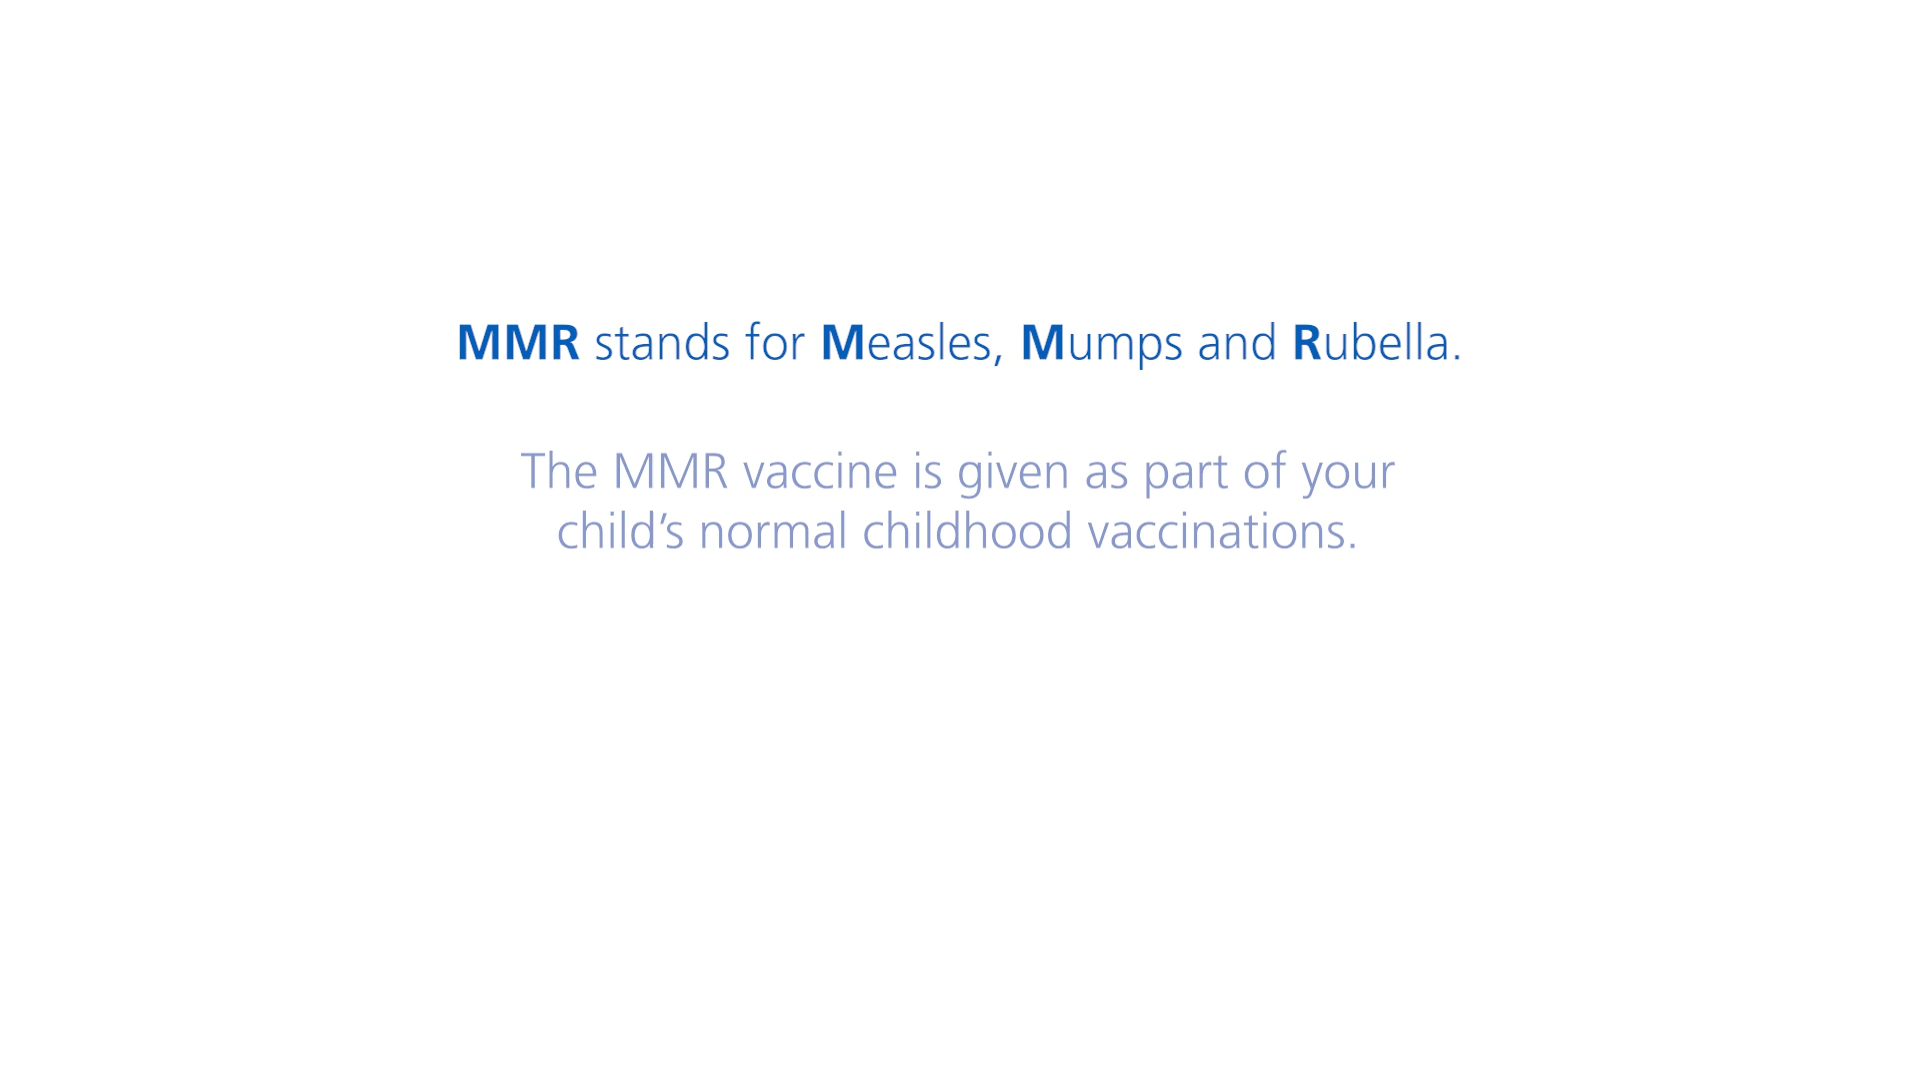 MMR stands for Measles, Mumps and Rubella.
The MMR vaccine is given as part of your
child’s normal childhood vaccinations.